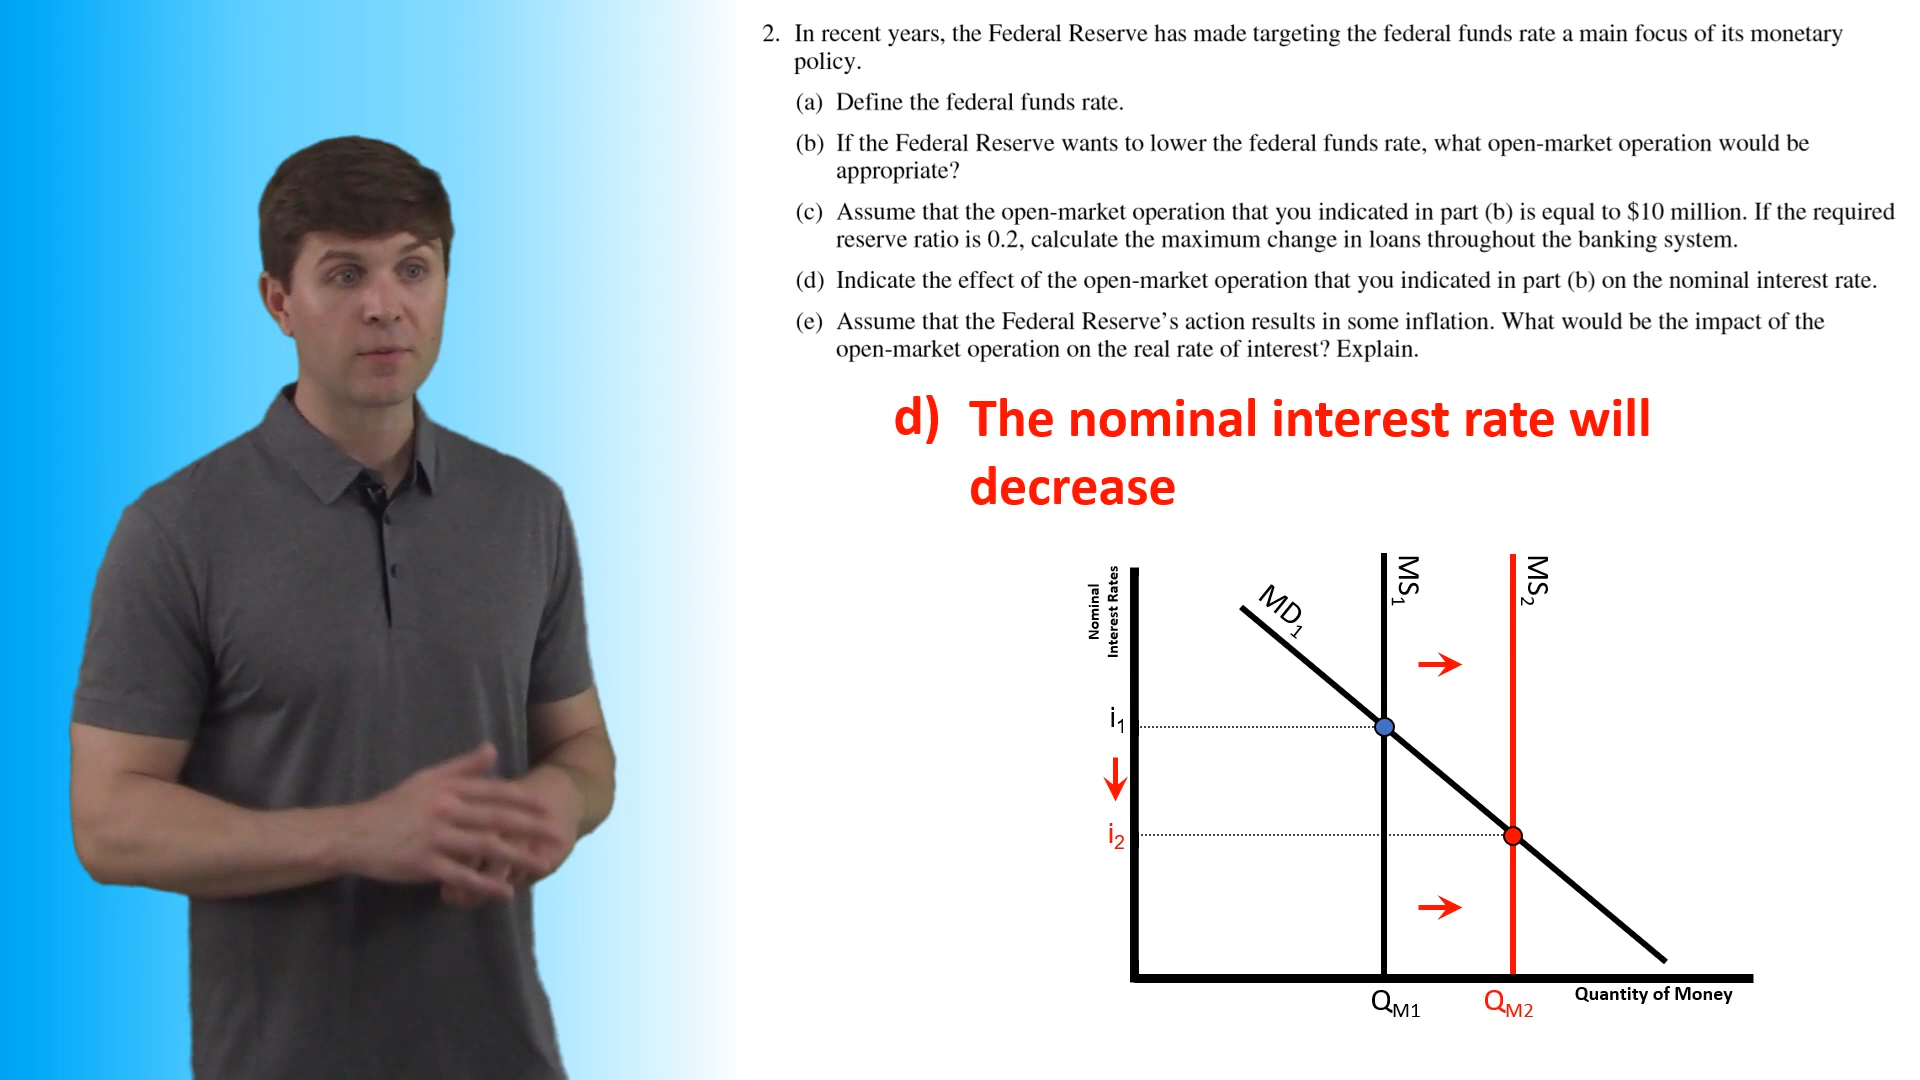 2. In recent years, the Federal Reserve has made targeting the federal funds rate a main focus of its monetary
policy.
(a) Define the federal funds rate.
(b) If the Federal Reserve wants to lower the federal funds rate, what open-market operation would be
appropriate?
(c) Assume that the open-market operation that you indicated in part (b) is equal to $10 million. If the required
reserve ratio is 0.2, calculate the maximum change in loans throughout the banking system.
(d) Indicate the effect of the open-market operation that you indicated in part (b) on the nominal interest rate.
(e) Assume that the Federal Reserve's action results in some inflation. What would be the impact of the
open-market operation on the real rate of interest? Explain.
d) The nominal interest rate will
decrease
Nominal
Interest Rates
MD1
MS1
MS2
i1
i2
QM1
QM2
Quantity of Money